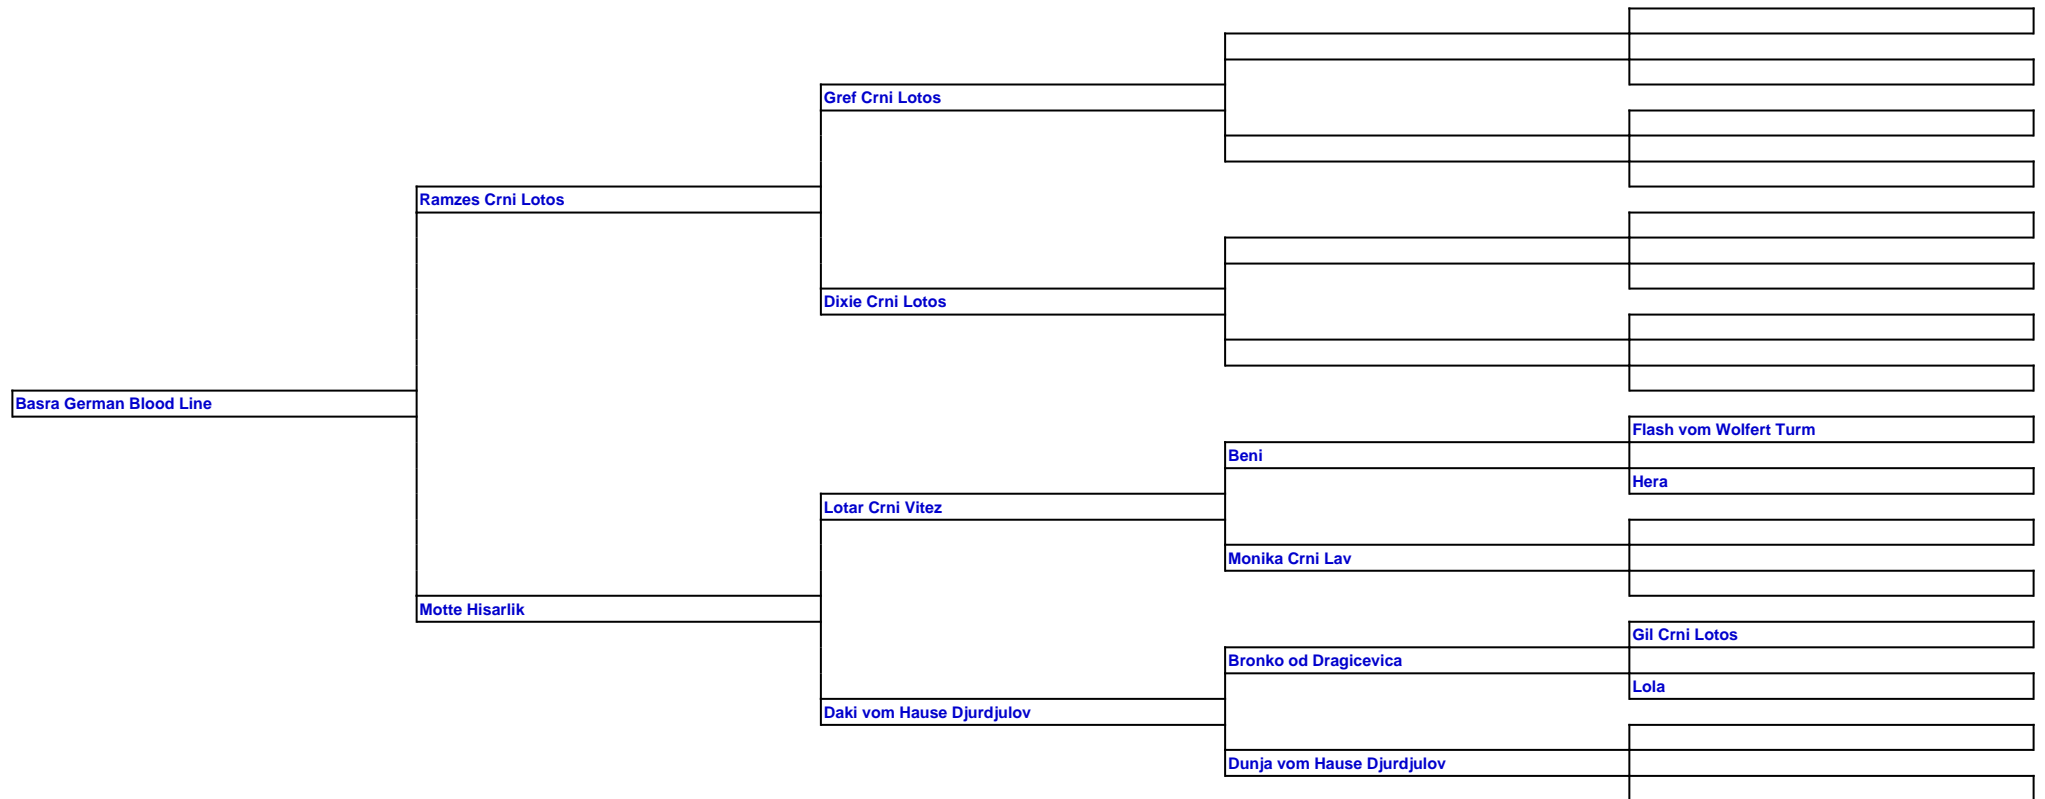 Gref Crni Lotos
Ramzes Crni Lotos
Dixie Crni Lotos
Basra German Blood Line
Flash vom Wolfert Turm
Beni
Hera
Lotar Crni Vitez
Monika Crni Lav
Motte Hisarlik
Gil Crni Lotos
Bronko od Dragicevica
Lola
Daki vom Hause Djurdjulov
Dunja vom Hause Djurdjulov